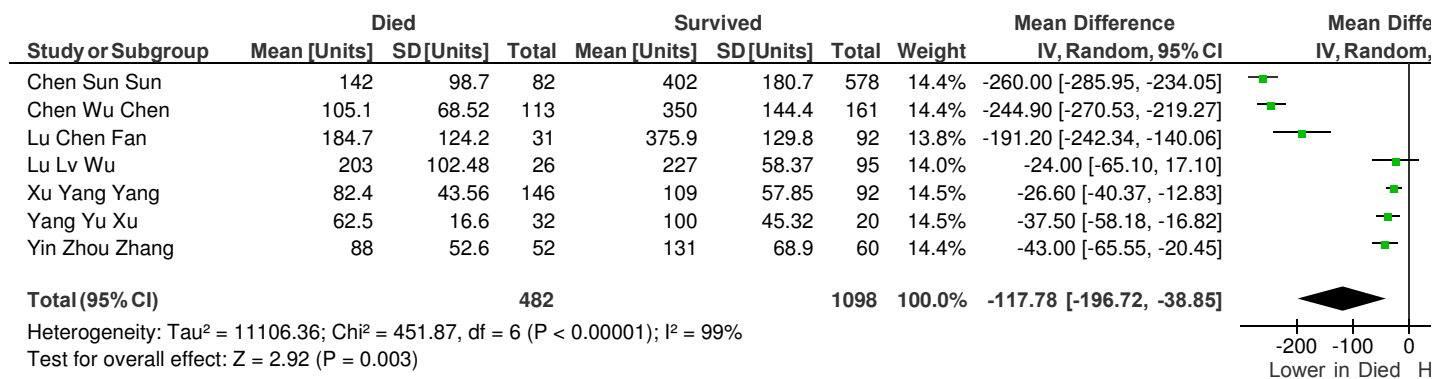 Died Survived Mean Difference Mean Diffe
Study or Subgroup Mean [Units] SD [Units] Total Mean [Units] SD [Units] Total Weight IV, Random, 95% CI IV, Random,
Chen Sun Sun 142 98.7 82 402 180.7 578 14.4% -260.00 [-285.95, -234.05]
Chen Wu Chen 105.1 68.52 113 350 144.4 161 14.4% -244.90 [-270.53, -219.27]
Lu Chen Fan 184.7 124.2 31 375.9 129.8 92 13.8% -191.20 [-242.34, -140.06]
Lu Lv Wu 203 102.48 26 227 58.37 95 14.0% -24.00 [-65.10, 17.10]
Xu Yang Yang 82.4 43.56 146 109 57.85 92 14.5% -26.60 [-40.37, -12.83]
Yang Yu Xu 62.5 16.6 32 100 45.32 20 14.5% -37.50 [-58.18, -16.82]
Yin Zhou Zhang 88 52.6 52 131 68.9 60 14.4% -43.00 [-65.55, -20.45]
Total (95% CI) 482 1098 100.0% -117.78 [-196.72, -38.85]
Heterogeneity: Tau² = 11106.36; Chi² = 451.87, df = 6 (P < 0.00001); I² = 99%
Test for overall effect: Z = 2.92 (P = 0.003)
-200 -100 0
Lower in Died H